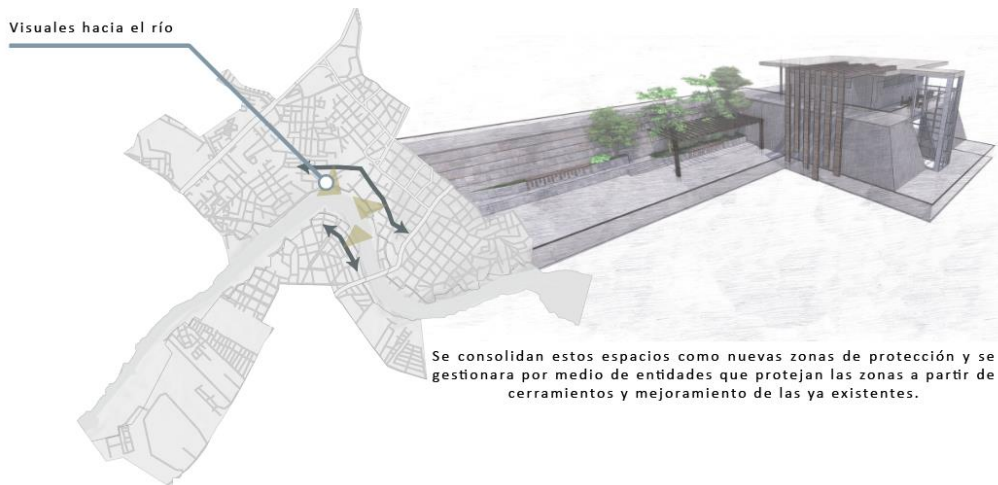 Visuales hacia el río
Se consolidan estos espacios como nuevas zonas de protección y se
gestionara por medio de entidades que protejan las zonas a partir de
cerramientos y mejoramiento de las ya existentes.